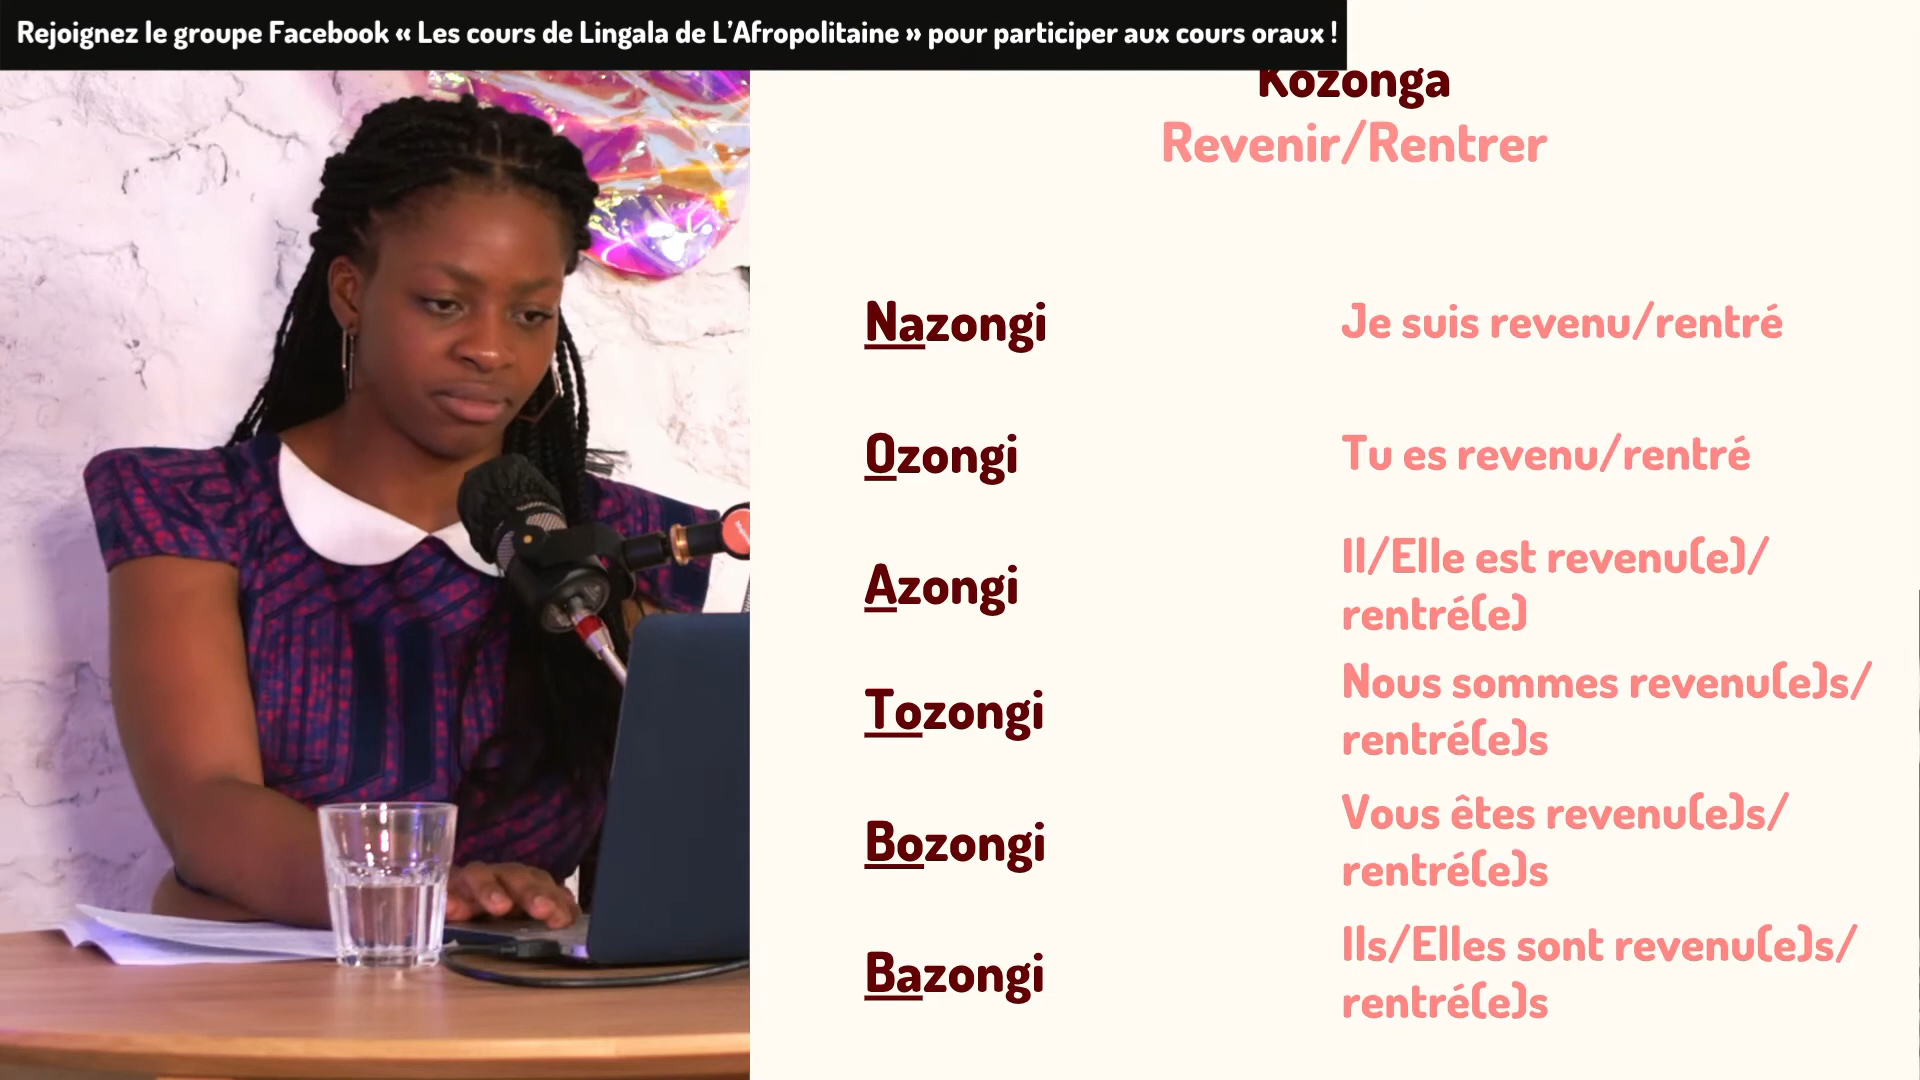 Rejoignez le groupe Facebook « Les cours de Lingala de L’Afropolitaine » pour participer aux cours oraux !
Kozonga
Revenir/Rentrer
Nazongi
Je suis revenu/rentré
Ozongi
Tu es revenu/rentré
Azongi
Il/Elle est revenu(e)/
rentré(e)
Tozongi
Nous sommes revenu(e)s/
rentré(e)s
Bozongi
Vous êtes revenu(e)s/
rentré(e)s
Bazongi
Ils/Elles sont revenu(e)s/
rentré(e)s